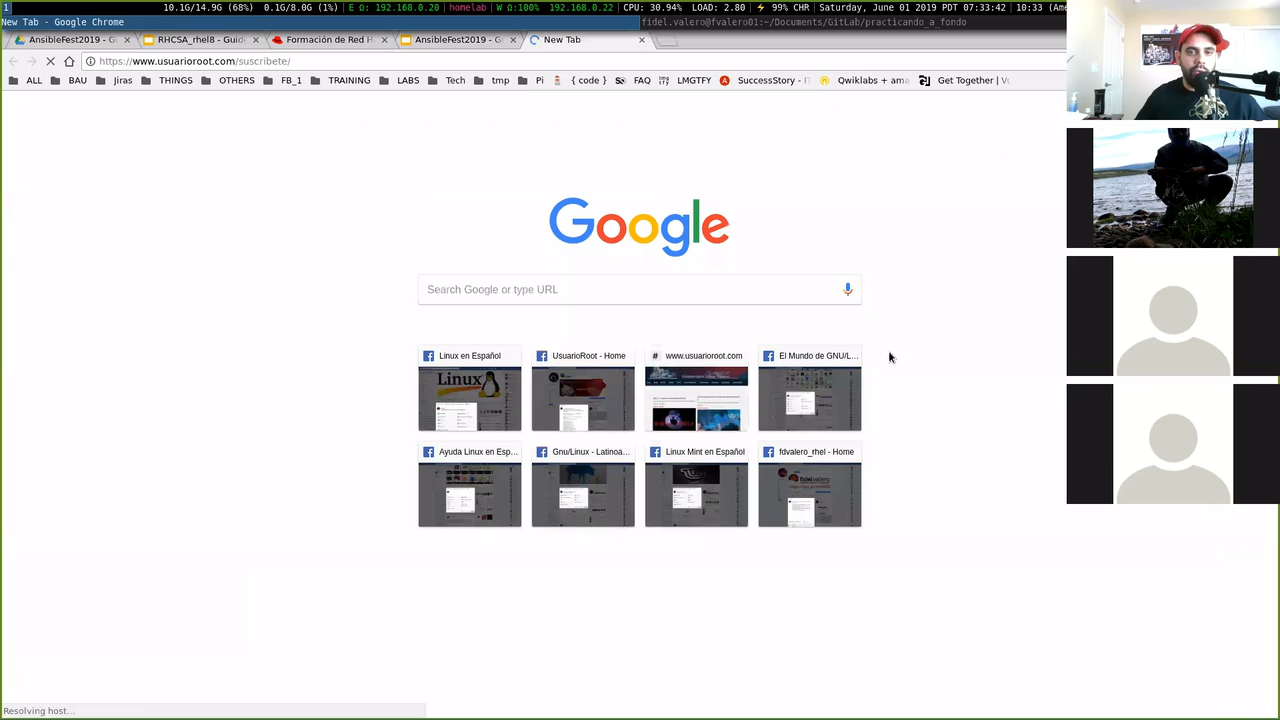 1
10.1G/14.9G (68%) | 0.1G/8.0G (1%) | E Ω: 192.168.0.20 | homelab | W Ω:100% 192.168.0.22 | CPU: 30.94% | LOAD: 2.80 | ⚡ 99% CHR | Saturday, June 01 2019 PDT 07:33:42 | 10:33 (Ame
New Tab - Google Chrome
fidel.valero@fvalero01:~/Documents/GitLab/practicando_a_fondo
AnsibleFest2019 - G
RHCSA_rhel8 - Guid
Formación de Red
AnsibleFest2019 - G
New Tab
https://www.usuarioroot.com/suscribete/
ALL
BAU
Jiras
THINGS
OTHERS
FB_1
TRAINING
LABS
Tech
tmp
Pi
{ code }
FAQ
LMGTFY
SuccessStory -
Qwiklabs + ama
Get Together |
Google
Search Google or type URL
Linux en Español
UsuarioRoot - Home
# www.usuarioroot.com
El Mundo de GNU/L...
Linux
Ayuda Linux en Esp...
Gnu/Linux - Latinoa...
Linux Mint en Español
fdvalero_rhel - Home
fidelvalero
Resolving host...